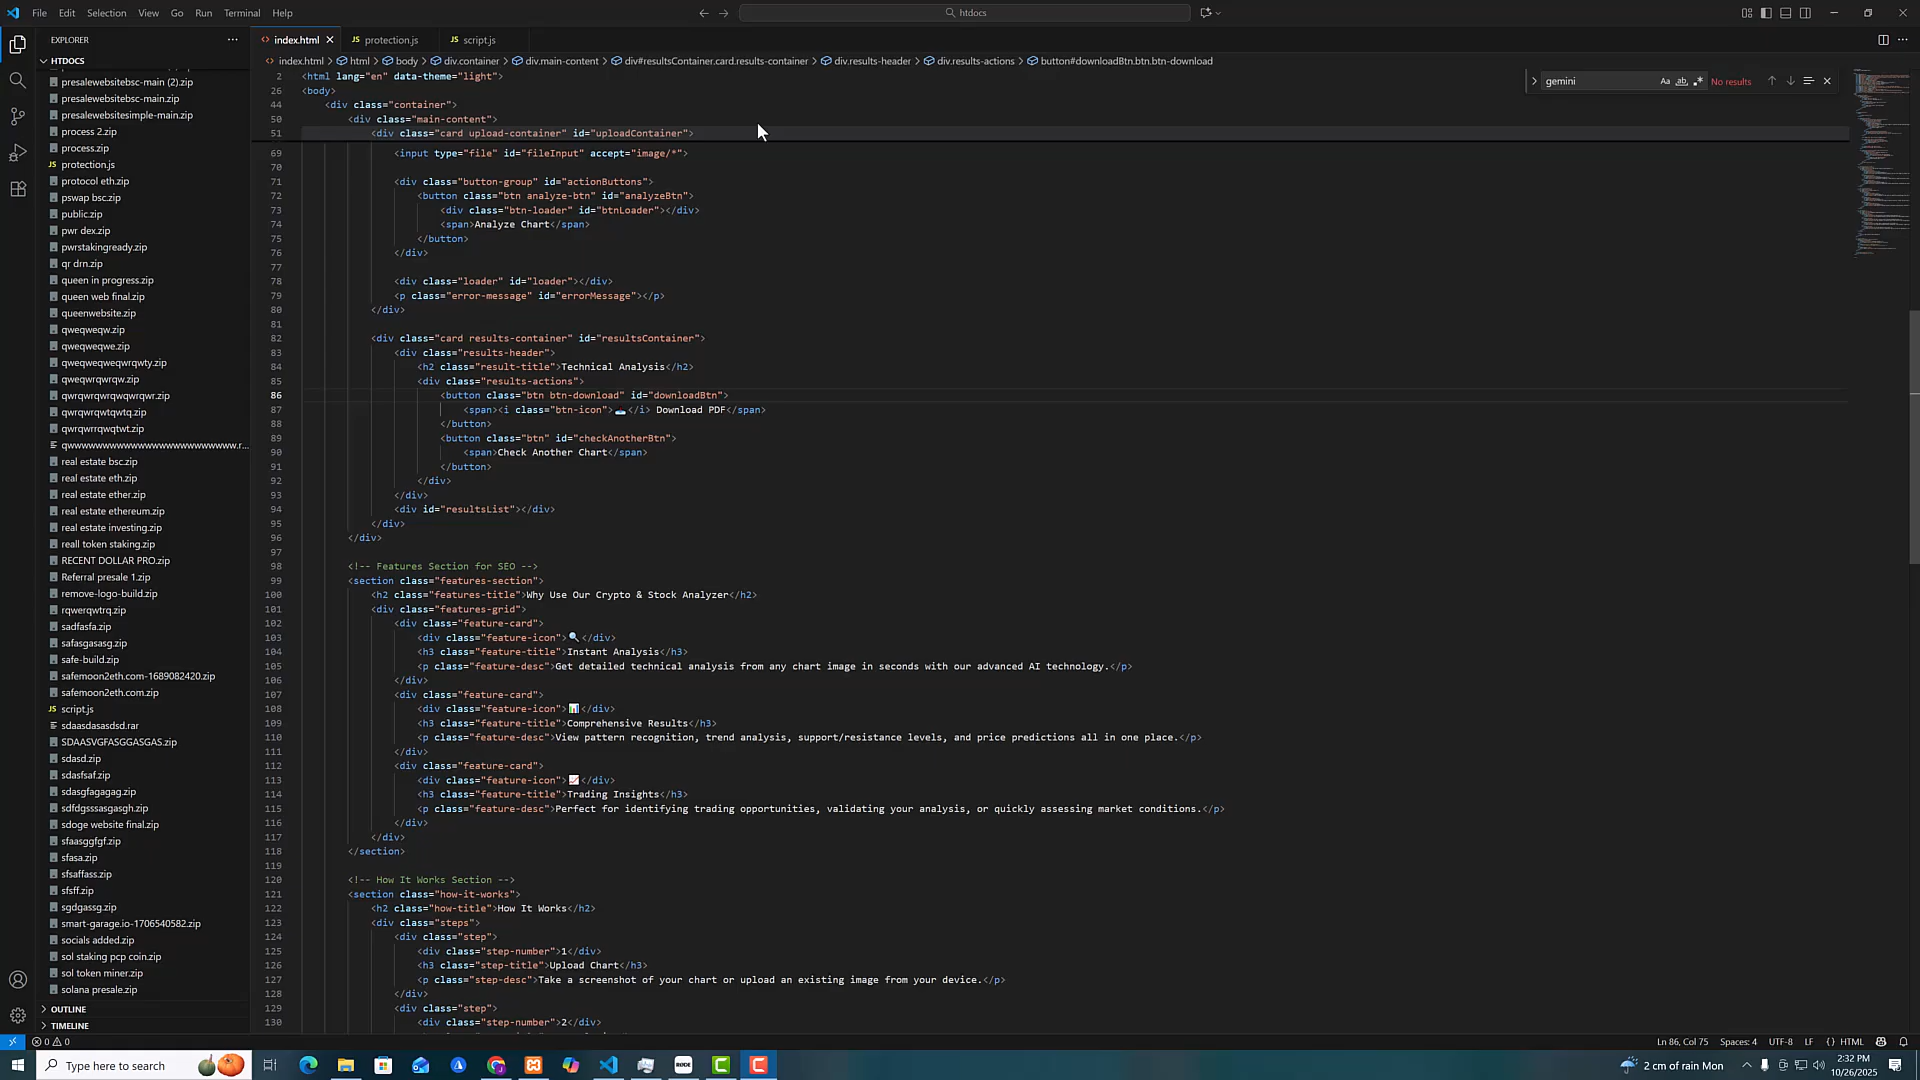 File Edit Selection View Go Run Terminal Help
htdocs
EXPLORER
HTDOCS
presalewebsitebsc-main (2).zip
presalewebsitebsc-main.zip
presalewebsitesimple-main.zip
process 2.zip
process.zip
JS protection.js
protocol eth.zip
pswap bsc.zip
public.zip
pwr dex.zip
pwrstakingready.zip
qr drn.zip
queen in progress.zip
queen web final.zip
queenwebsite.zip
qweqweqw.zip
qweqweqwe.zip
qweqweqweqwrqwty.zip
qweqwrqwrqw.zip
qwrqwrqwrqwqwrqwr.zip
qwrqwrqwtqwtq.zip
qwrqwrrqwqtwt.zip
real estate bsc.zip
real estate eth.zip
real estate ether.zip
real estate ethereum.zip
real estate investing.zip
reall token staking.zip
RECENT DOLLAR PRO.zip
Referral presale 1.zip
remove-logo-build.zip
rqwerqwtrq.zip
sadfasfa.zip
safasgasasg.zip
safe-build.zip
safemoon2eth.com-1689082420.zip
safemoon2eth.com.zip
JS script.js
sdaasdasasdsd.rar
SDAASVGFASGGASGAS.zip
sdasd.zip
sdasfsaf.zip
sdasgfagagag.zip
sdfdgsssasgasgh.zip
sdoge website final.zip
sfaasggfgf.zip
sfasa.zip
sfsaffass.zip
sfsff.zip
sgdgassg.zip
smart-garage.io-1706540582.zip
socials added.zip
sol staking pcp coin.zip
sol token miner.zip
solana presale.zip
OUTLINE
TIMELINE
index.html JS protection.js JS script.js
index.html > html > body > div.container > div.main-content > div#resultsContainer.card.results-container > div.results-header > div.results-actions > button#downloadBtn.btn.btn-download
gemini Aa ab No results
2 <html lang="en" data-theme="light">
26 <body>
44 <div class="container">
50 <div class="main-content">
51 <div class="card upload-container" id="uploadContainer">
69 <input type="file" id="fileInput" accept="image/*">
70
71 <div class="button-group" id="actionButtons">
72 <button class="btn analyze-btn" id="analyzeBtn">
73 <div class="btn-loader" id="btnLoader"></div>
74 <span>Analyze Chart</span>
75 </button>
76 </div>
77
78 <div class="loader" id="loader"></div>
79 <p class="error-message" id="errorMessage"></p>
80 </div>
81
82 <div class="card results-container" id="resultsContainer">
83 <div class="results-header">
84 <h2 class="result-title">Technical Analysis</h2>
85 <div class="results-actions">
86 <button class="btn btn-download" id="downloadBtn">
87 <span><i class="btn-icon"></i> Download PDF</span>
88 </button>
89 <button class="btn" id="checkAnotherBtn">
90 <span>Check Another Chart</span>
91 </button>
92 </div>
93 </div>
94 <div id="resultsList"></div>
95 </div>
96 </div>
97
98 <!-- Features Section for SEO -->
99 <section class="features-section">
100 <h2 class="features-title">Why Use Our Crypto & Stock Analyzer</h2>
101 <div class="features-grid">
102 <div class="feature-card">
103 <div class="feature-icon">🔍</div>
104 <h3 class="feature-title">Instant Analysis</h3>
105 <p class="feature-desc">Get detailed technical analysis from any chart image in seconds with our advanced AI technology.</p>
106 </div>
107 <div class="feature-card">
108 <div class="feature-icon">📊</div>
109 <h3 class="feature-title">Comprehensive Results</h3>
110 <p class="feature-desc">View pattern recognition, trend analysis, support/resistance levels, and price predictions all in one place.</p>
111 </div>
112 <div class="feature-card">
113 <div class="feature-icon">📈</div>
114 <h3 class="feature-title">Trading Insights</h3>
115 <p class="feature-desc">Perfect for identifying trading opportunities, validating your analysis, or quickly assessing market conditions.</p>
116 </div>
117 </div>
118 </section>
119
120 <!-- How It Works Section -->
121 <section class="how-it-works">
122 <h2 class="how-title">How It Works</h2>
123 <div class="steps">
124 <div class="step">
125 <div class="step-number">1</div>
126 <h3 class="step-title">Upload Chart</h3>
127 <p class="step-desc">Take a screenshot of your chart or upload an existing image from your device.</p>
128 </div>
129 <div class="step">
130 <div class="step-number">2</div>
0 0 Ln 86, Col 75 Spaces: 4 UTF-8 LF {} HTML
Type here to search
RØDE
2 cm of rain Mon
2:32 PM
10/26/2025